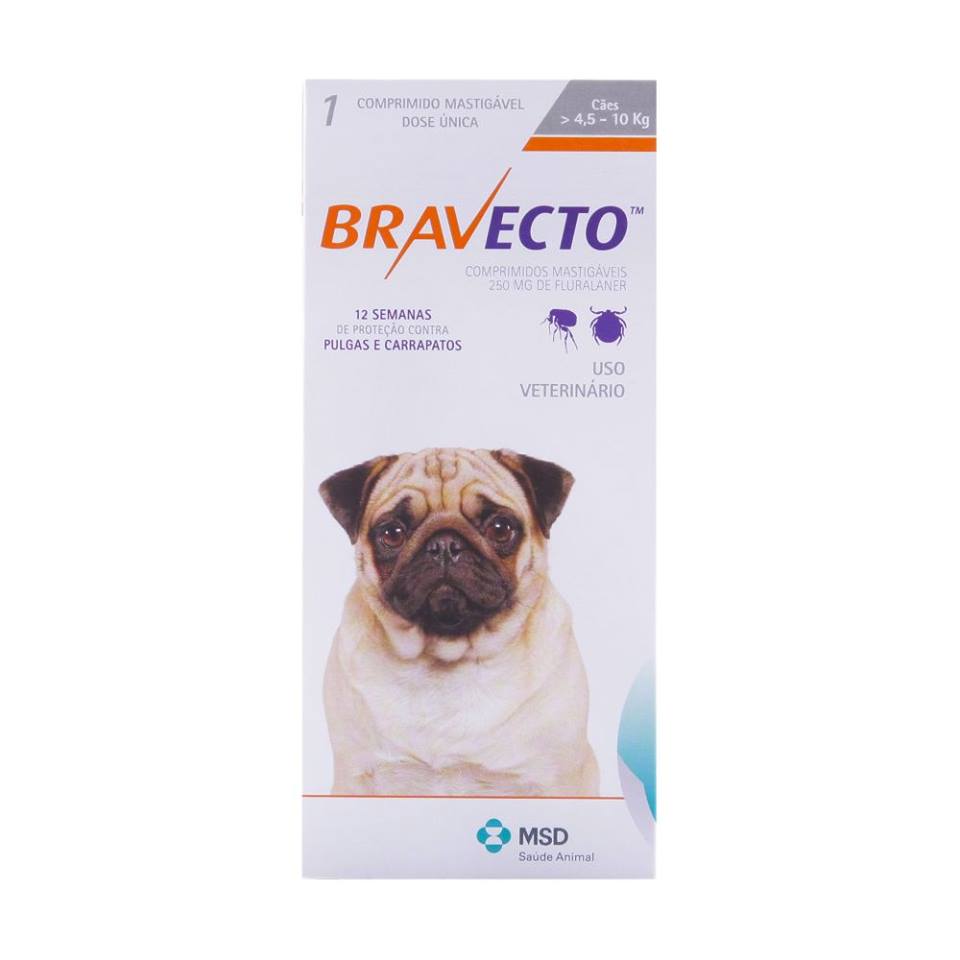 1 COMPRIMIDO MASTIGÁVEL
DOSE ÚNICA
Cães
> 4,5 - 10 Kg
BRAVECTO™
COMPRIMIDOS MASTIGÁVEIS
250 MG DE FLURALANER
12 SEMANAS
DE PROTEÇÃO CONTRA
PULGAS E CARRAPATOS
USO
VETERINÁRIO
MSD
Saúde Animal